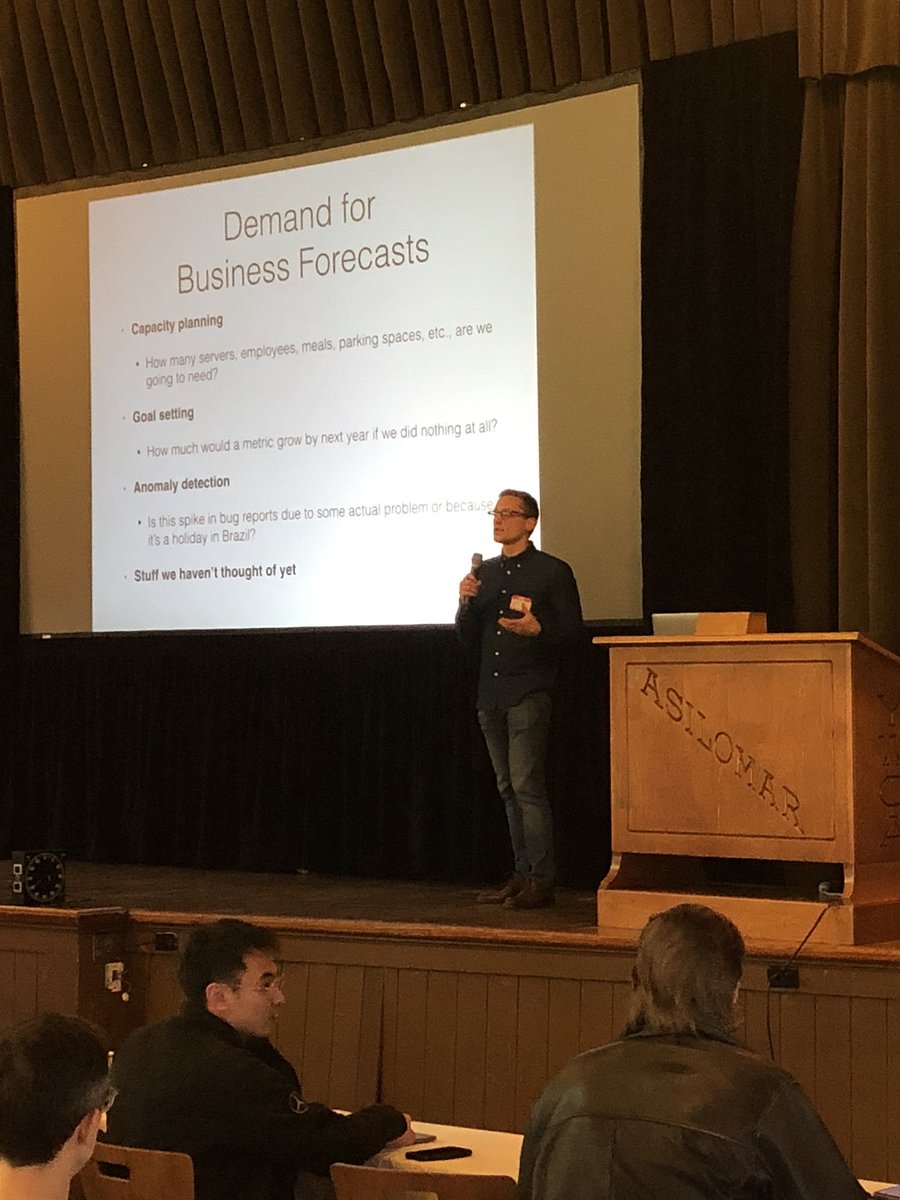 Demand for
Business Forecasts
Capacity planning
How many servers, employees, meals, parking spaces, etc., are we
going to need?
Goal setting
How much would a metric grow by next year if we did nothing at all?
Anomaly detection
Is this spike in bug reports due to some actual problem or because
it's a holiday in Brazil?
Stuff we haven't thought of yet
ASILOMAR